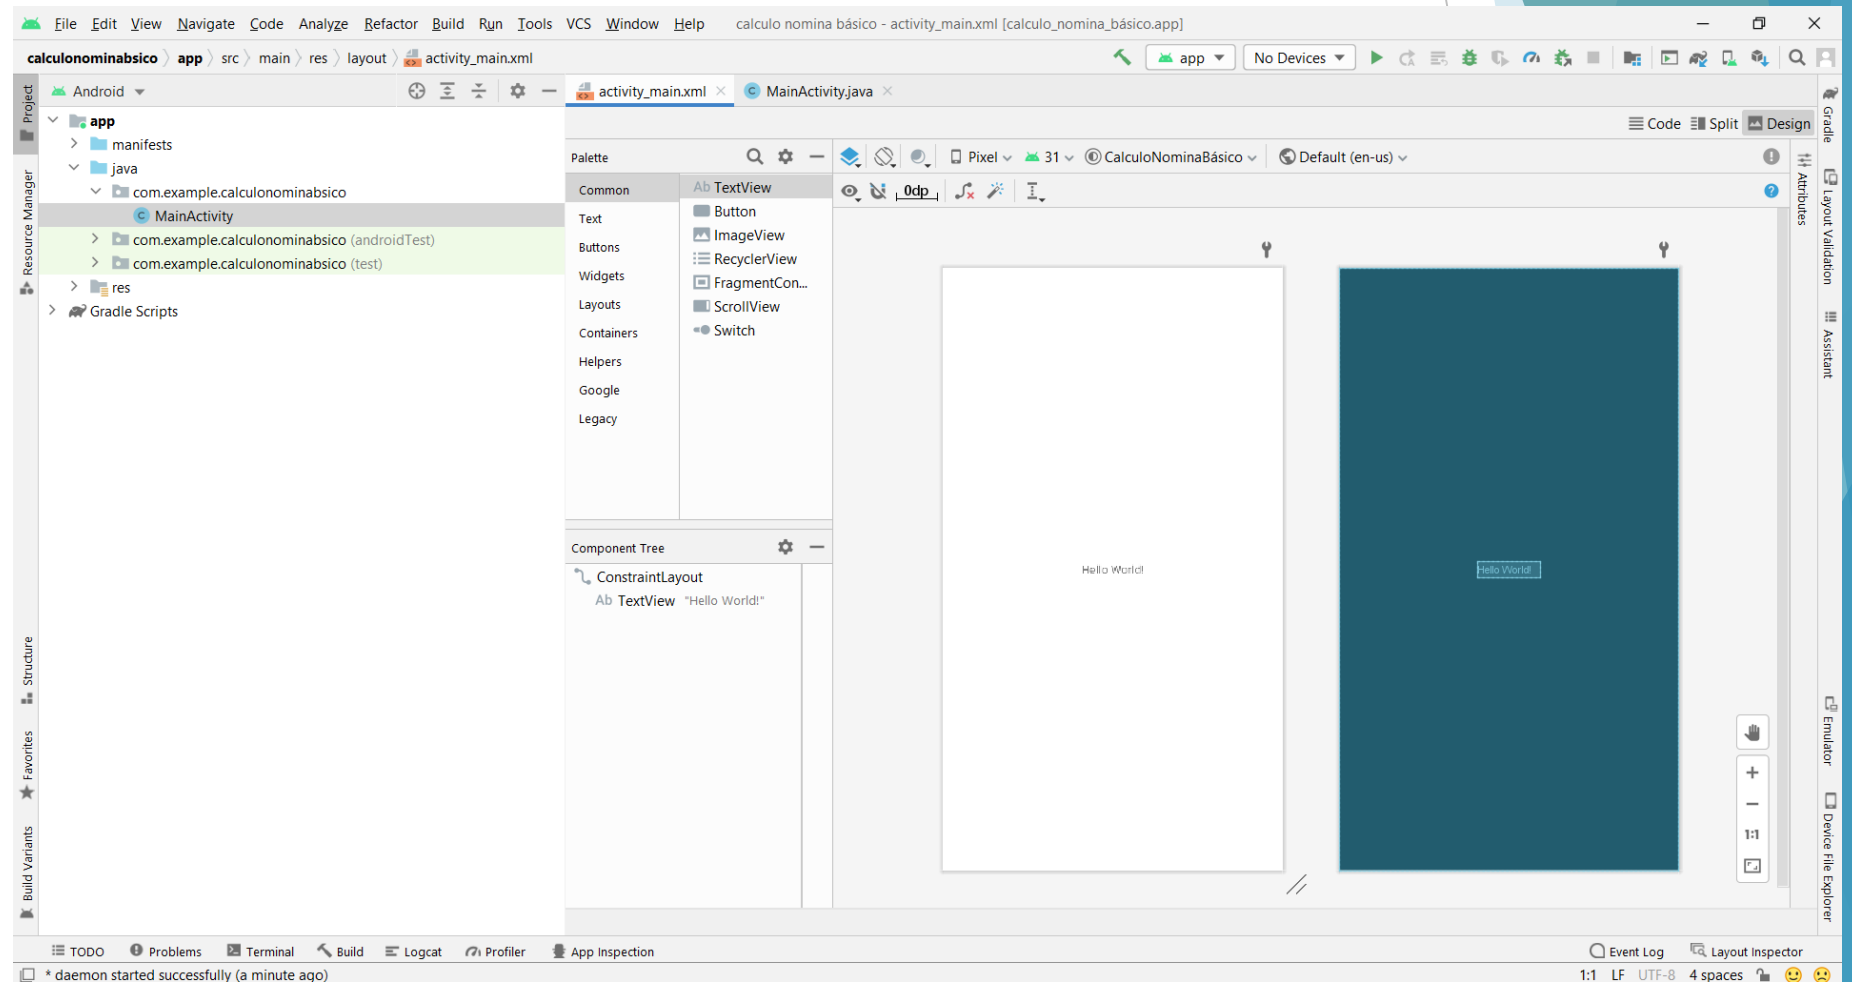 File Edit View Navigate Code Analyze Refactor Build Run Tools VCS Window Help calculo nomina básico - activity_main.xml [calculo_nomina_básico.app]
calculonominabsico app src main res layout activity_main.xml
app No Devices
Project
Android
activity_main.xml MainActivity.java
Gradle
app
manifests
java
com.example.calculonominabsico
MainActivity
com.example.calculonominabsico (androidTest)
com.example.calculonominabsico (test)
res
Gradle Scripts
Resource Manager
Code Split Design
Palette
Pixel 31 CalculoNominaBásico Default (en-us)
0dp
Common
Text
Buttons
Widgets
Layouts
Containers
Helpers
Google
Legacy
Ab TextView
Button
ImageView
RecyclerView
FragmentCon...
ScrollView
Switch
Attributes
Layout Validation
Assistant
Component Tree
ConstraintLayout
Ab TextView "Hello World!"
Hello World!
Hello World!
Structure
Favorites
Build Variants
1:1
Emulator
Device File Explorer
TODO Problems Terminal Build Logcat Profiler App Inspection Event Log Layout Inspector
* daemon started successfully (a minute ago) 1:1 LF UTF-8 4 spaces